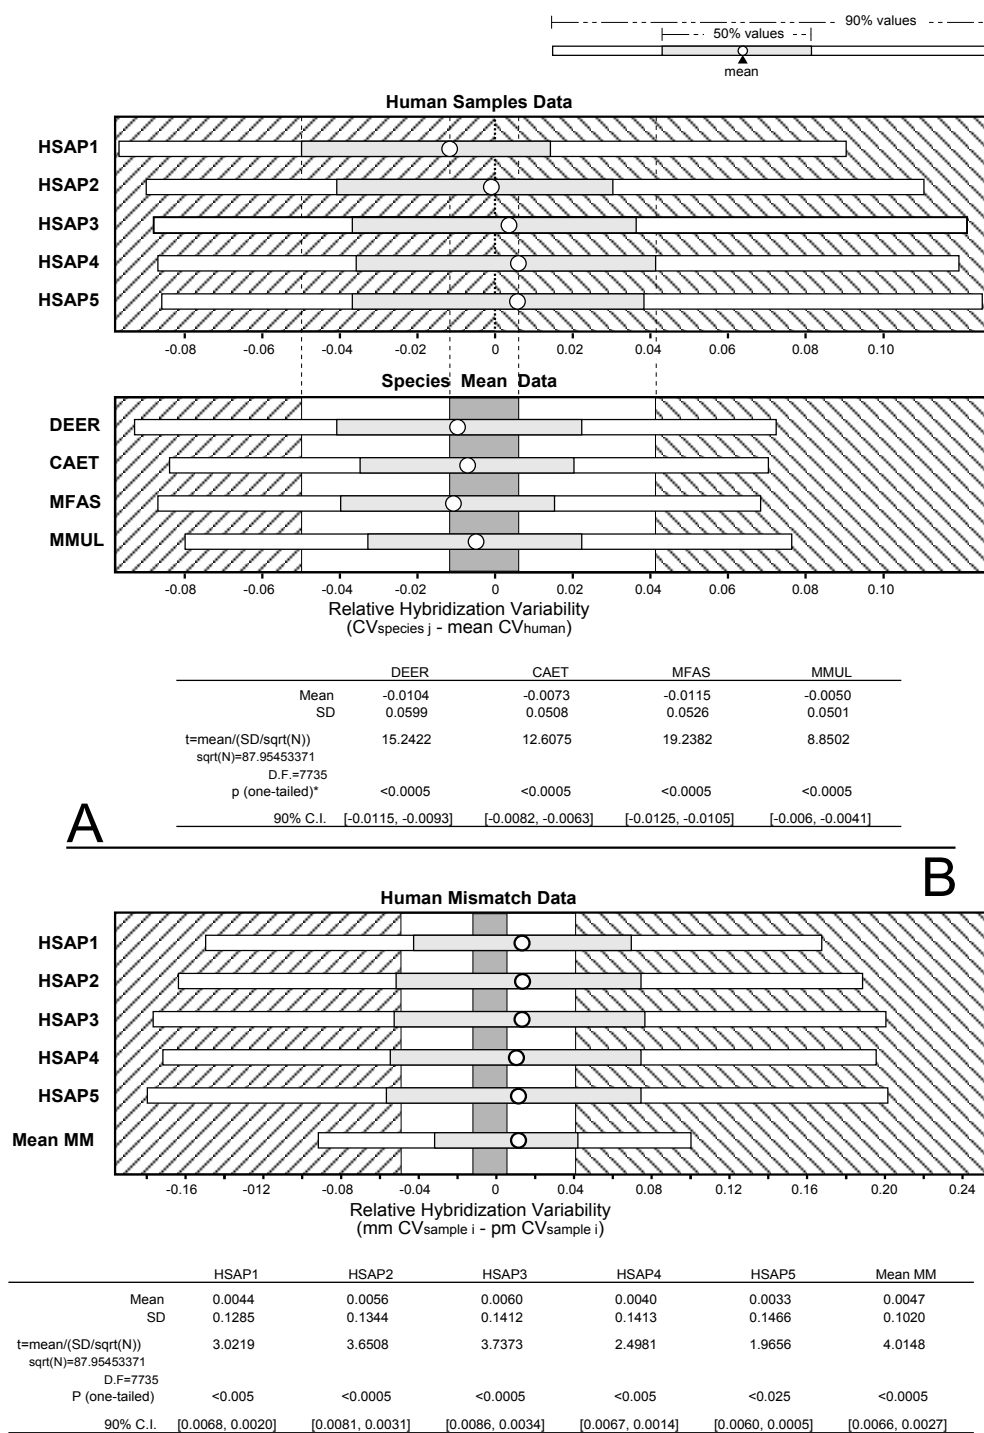 90% values
50% values
mean
Human Samples Data
HSAP1
HSAP2
HSAP3
HSAP4
HSAP5
-0.08 -0.06 -0.04 -0.02 0 0.02 0.04 0.06 0.08 0.10
Species Mean Data
DEER
CAET
MFAS
MMUL
-0.08 -0.06 -0.04 -0.02 0 0.02 0.04 0.06 0.08 0.10
Relative Hybridization Variability
(CVspecies j - mean CVhuman)
DEER CAET MFAS MMUL
Mean -0.0104 -0.0073 -0.0115 -0.0050
SD 0.0599 0.0508 0.0526 0.0501
t=mean/(SD/sqrt(N)) 15.2422 12.6075 19.2382 8.8502
sqrt(N)=87.95453371
D.F.=7735
p (one-tailed)* <0.0005 <0.0005 <0.0005 <0.0005
90% C.I. [-0.0115, -0.0093] [-0.0082, -0.0063] [-0.0125, -0.0105] [-0.006, -0.0041]
A
B
Human Mismatch Data
HSAP1
HSAP2
HSAP3
HSAP4
HSAP5
Mean MM
-0.16 -012 -0.08 -0.04 0 0.04 0.08 0.12 0.16 0.20 0.24
Relative Hybridization Variability
(mm CVsample i - pm CVsample i)
HSAP1 HSAP2 HSAP3 HSAP4 HSAP5 Mean MM
Mean 0.0044 0.0056 0.0060 0.0040 0.0033 0.0047
SD 0.1285 0.1344 0.1412 0.1413 0.1466 0.1020
t=mean/(SD/sqrt(N)) 3.0219 3.6508 3.7373 2.4981 1.9656 4.0148
sqrt(N)=87.95453371
D.F=7735
P (one-tailed) <0.005 <0.0005 <0.0005 <0.005 <0.025 <0.0005
90% C.I. [0.0068, 0.0020] [0.0081, 0.0031] [0.0086, 0.0034] [0.0067, 0.0014] [0.0060, 0.0005] [0.0066, 0.0027]